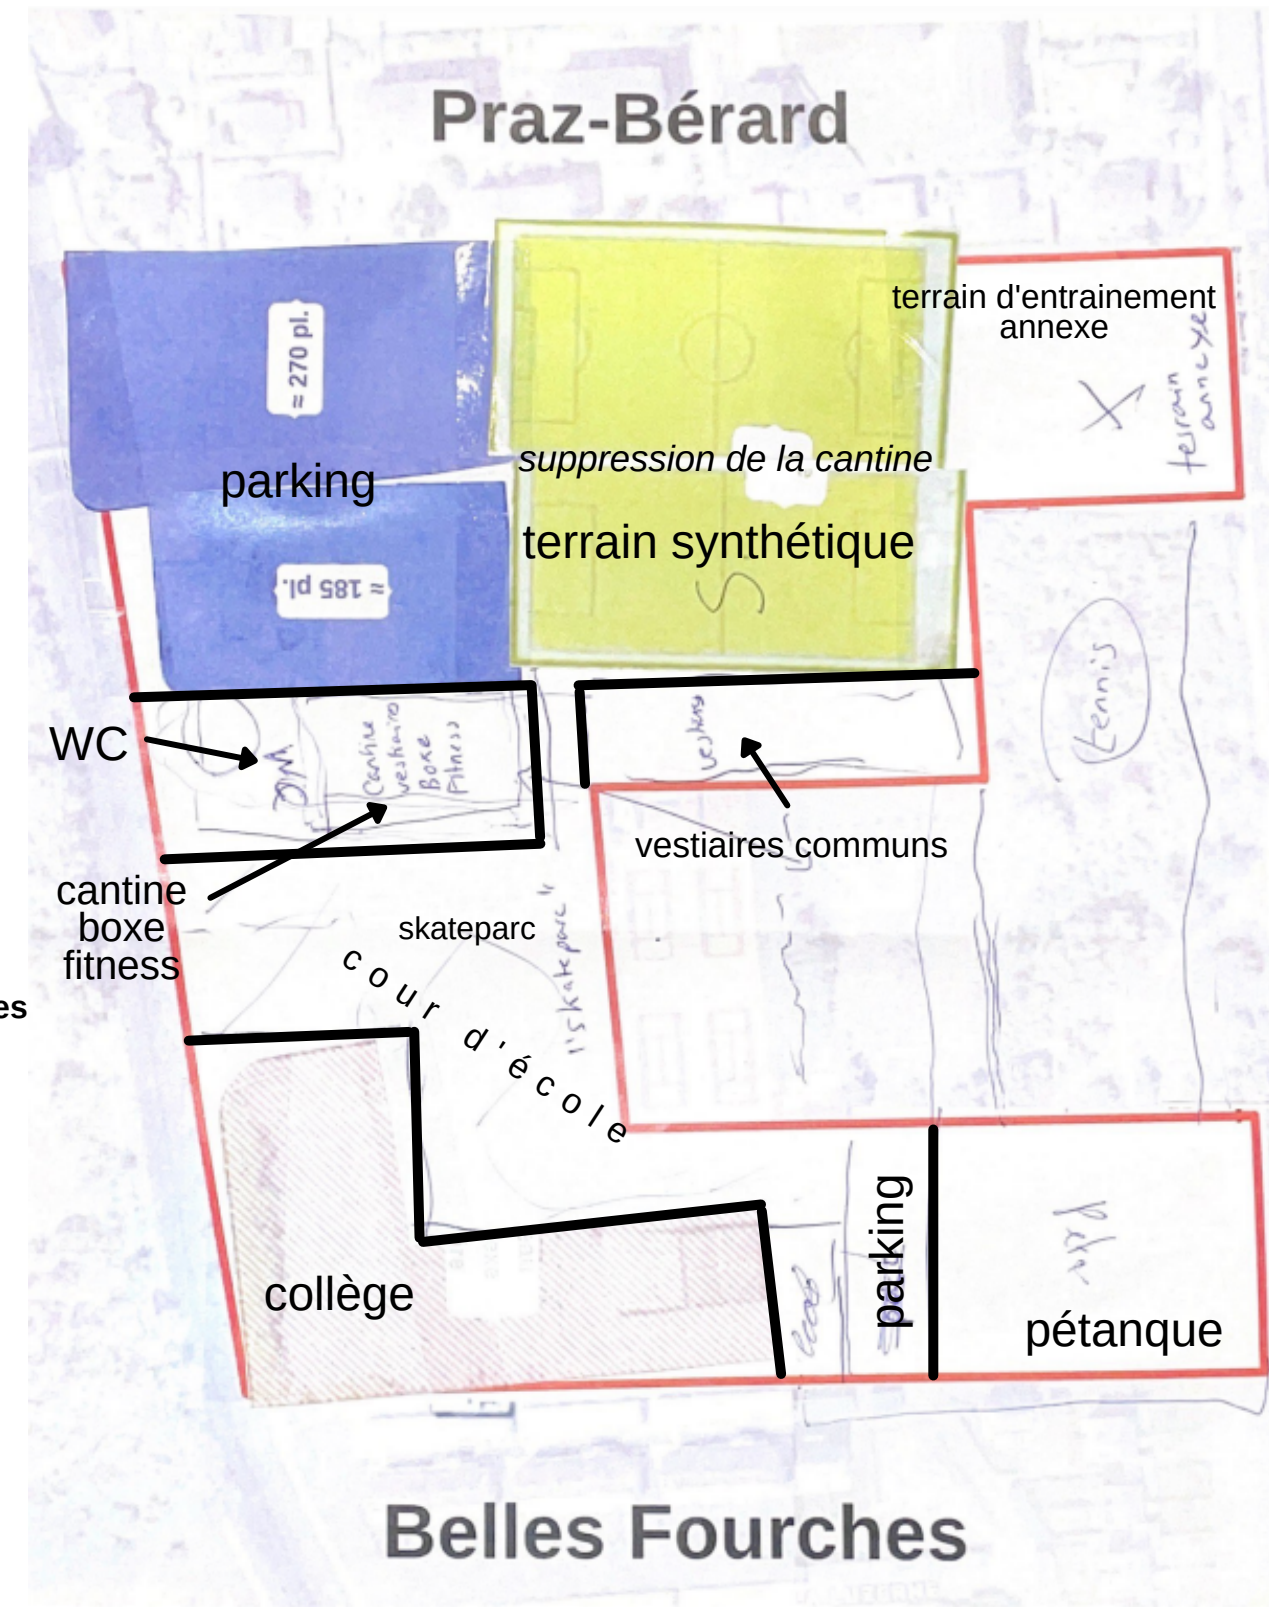 Praz-Bérard
≈ 270 pl.
parking
≈ 185 pl.
suppression de la cantine
terrain synthétique
S
terrain d'entrainement
annexe
X
terrain
annexe
tennis
WC
Cantine
vestiaires
Boxe
Fitness
vestiaires
vestiaires communs
cantine
boxe
fitness
es
skateparc
"skateparc"
cour d'école
collège
parking
pétanque
Belles Fourches